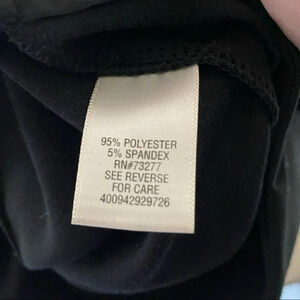 95% POLYESTER
5% SPANDEX
RN#73277
SEE REVERSE
FOR CARE
400942929726